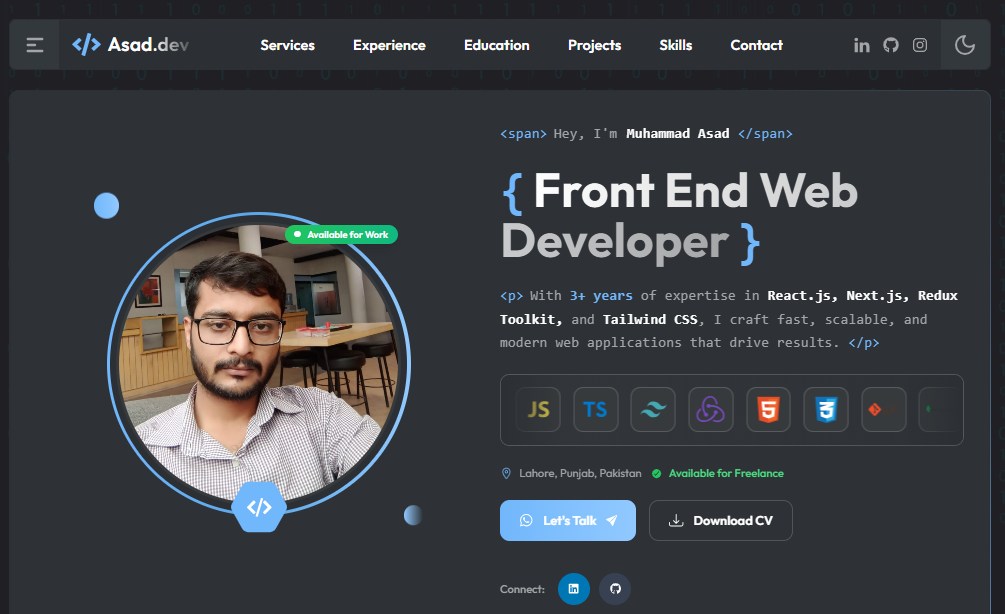 </> Asad.dev
Services
Experience
Education
Projects
Skills
Contact
<span> Hey, I'm Muhammad Asad </span>
{ Front End Web
Developer }
Available for Work
<p> With 3+ years of expertise in React.js, Next.js, Redux
Toolkit, and Tailwind CSS, I craft fast, scalable, and
modern web applications that drive results. </p>
JS
TS
5
3
Lahore, Punjab, Pakistan
Available for Freelance
</>
Let's Talk
Download CV
Connect: